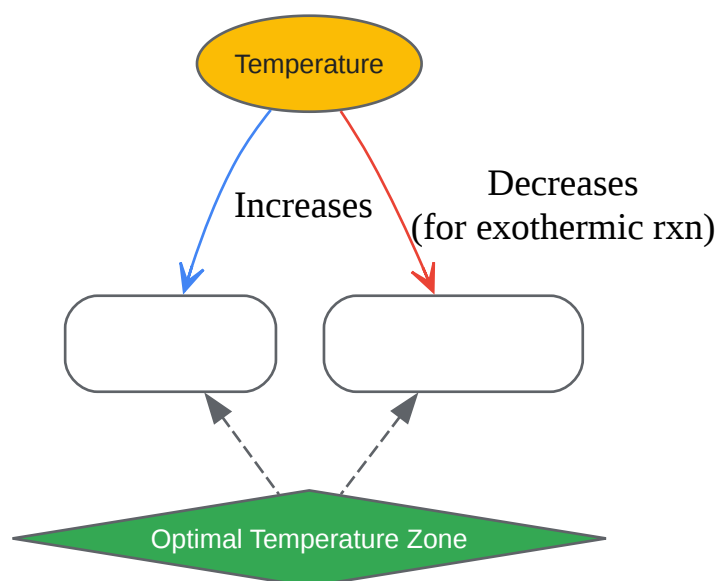 Temperature
Increases
Decreases
(for exothermic rxn)
Optimal Temperature Zone